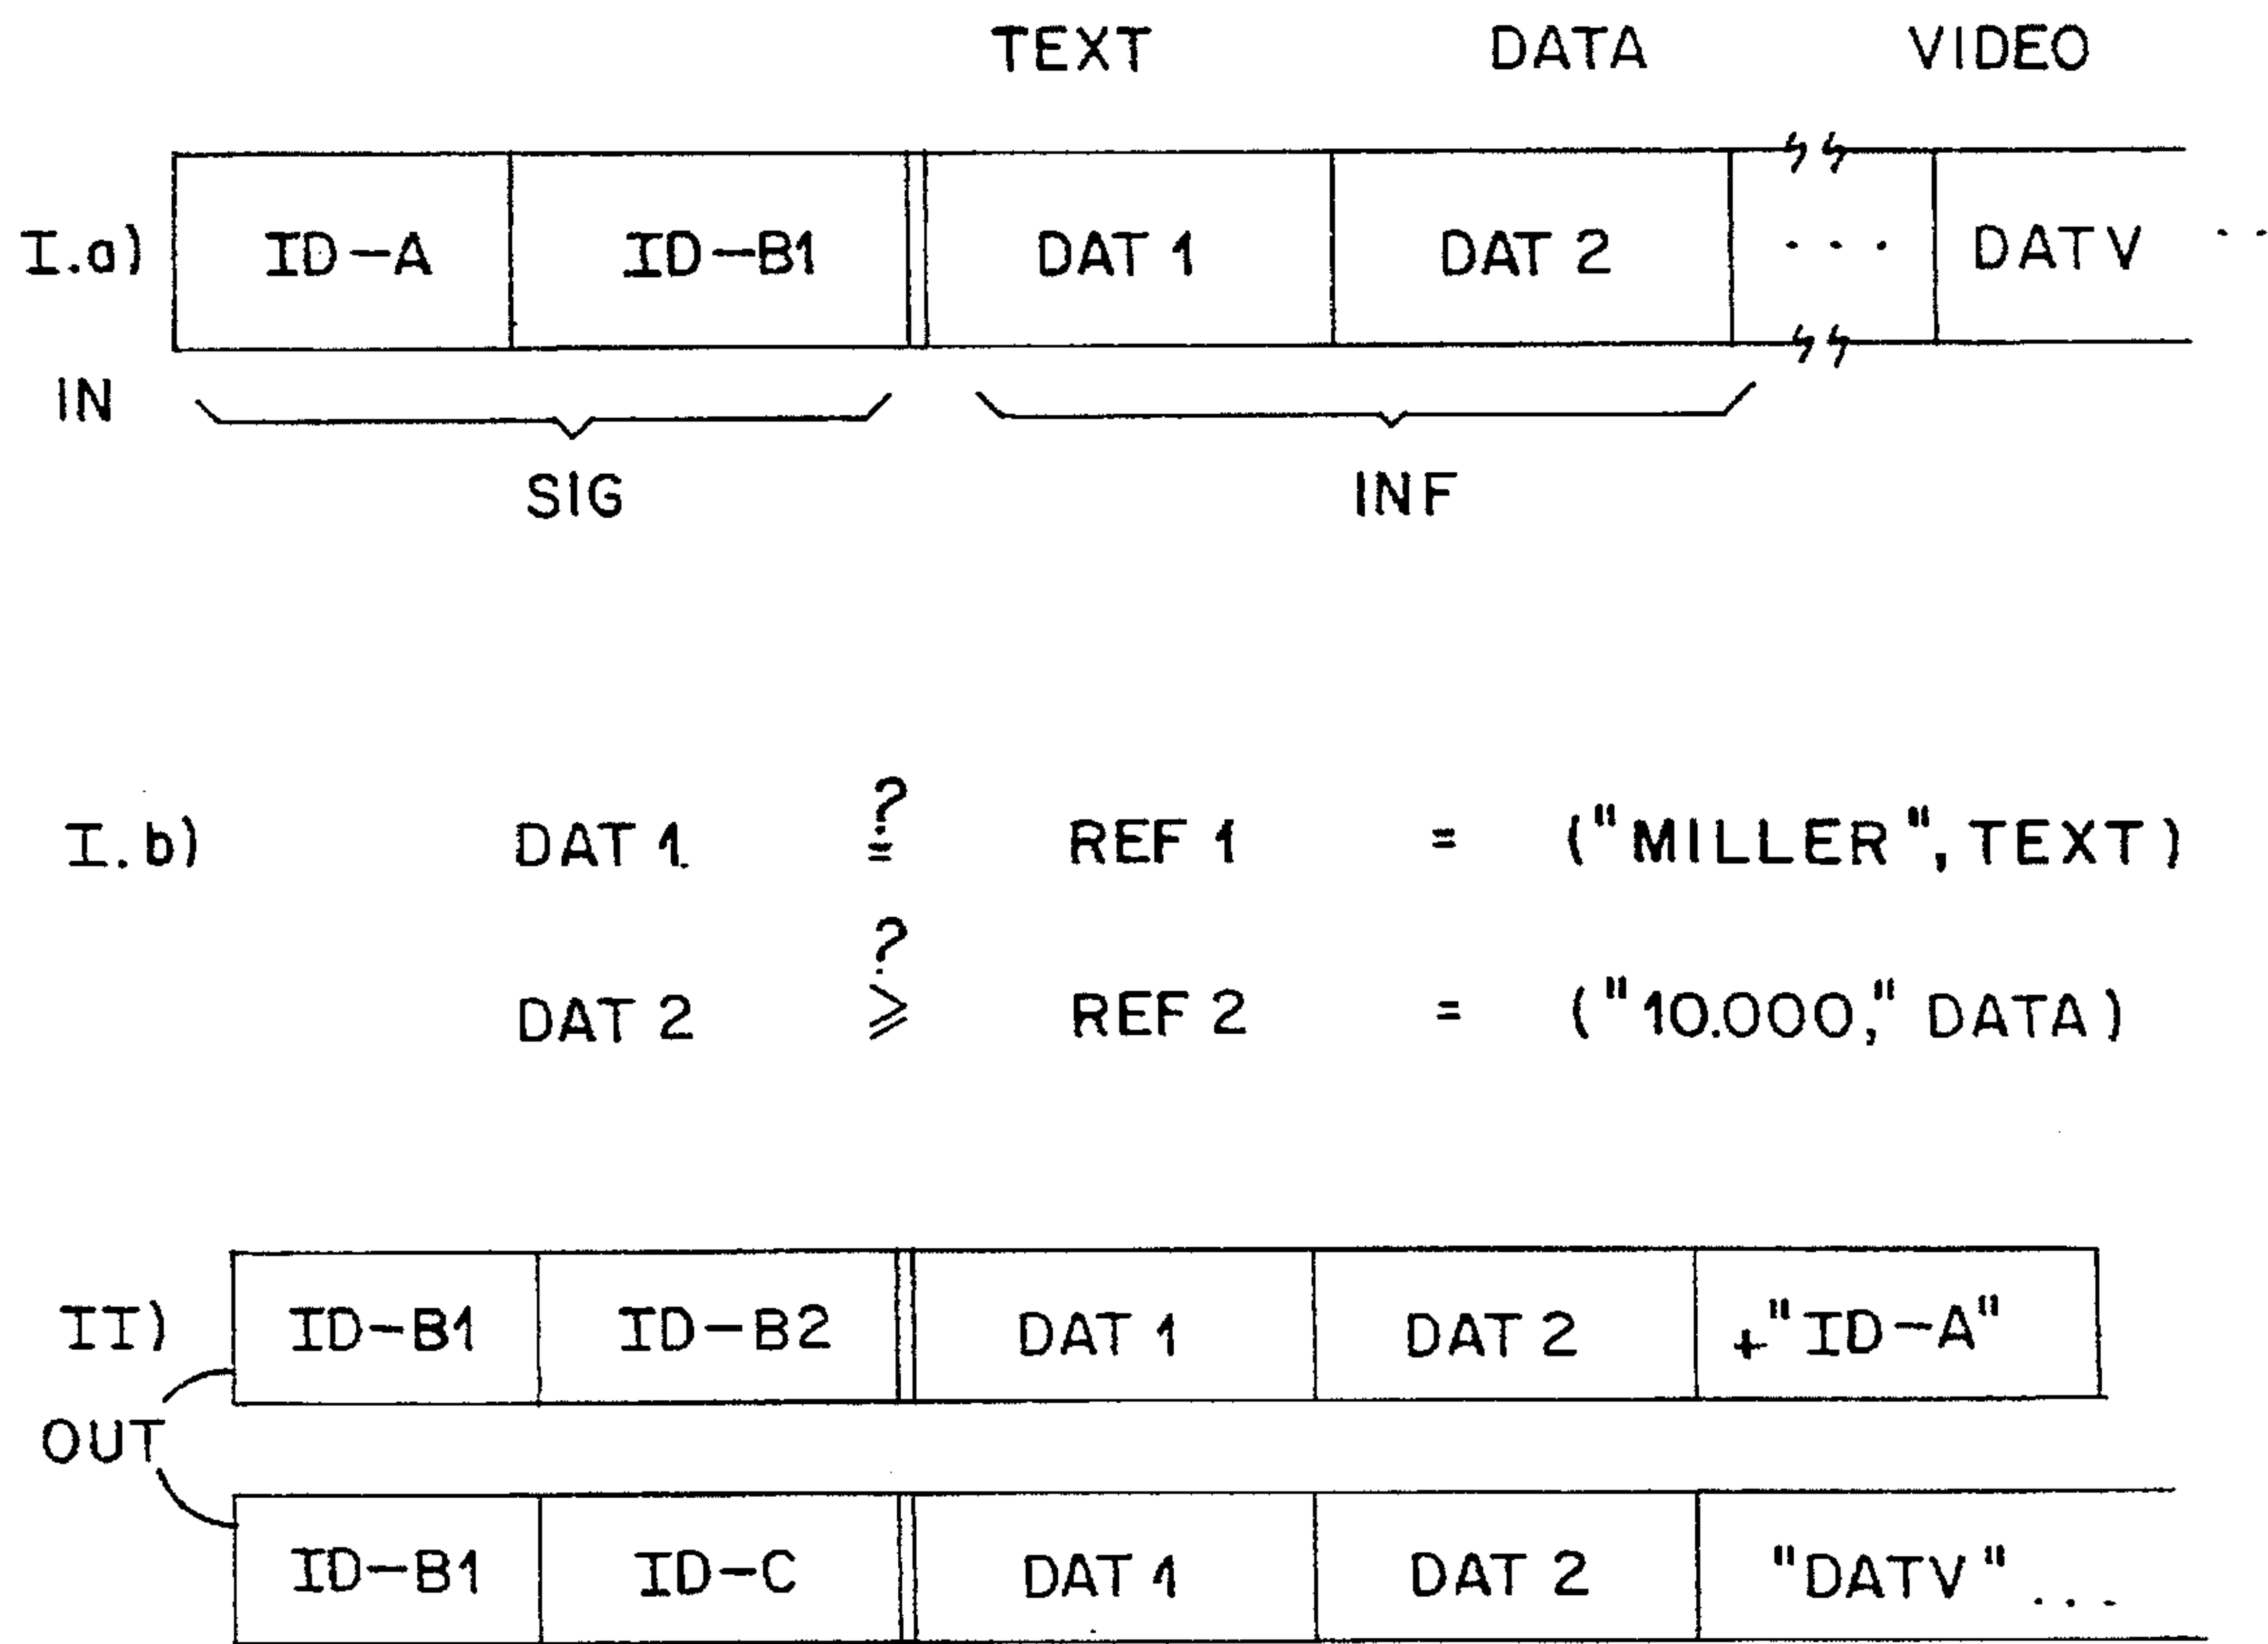 TEXT DATA VIDEO
I.a) ID-A ID-B1 DAT 1 DAT 2 ... DATV ..
IN
SIG INF
I.b) DAT 1 ?= REF 1 = ("MILLER", TEXT)
DAT 2 ?⩾ REF 2 = ("10.000," DATA)
II) ID-B1 ID-B2 DAT 1 DAT 2 +"ID-A"
OUT
ID-B1 ID-C DAT 1 DAT 2 "DATV" ...